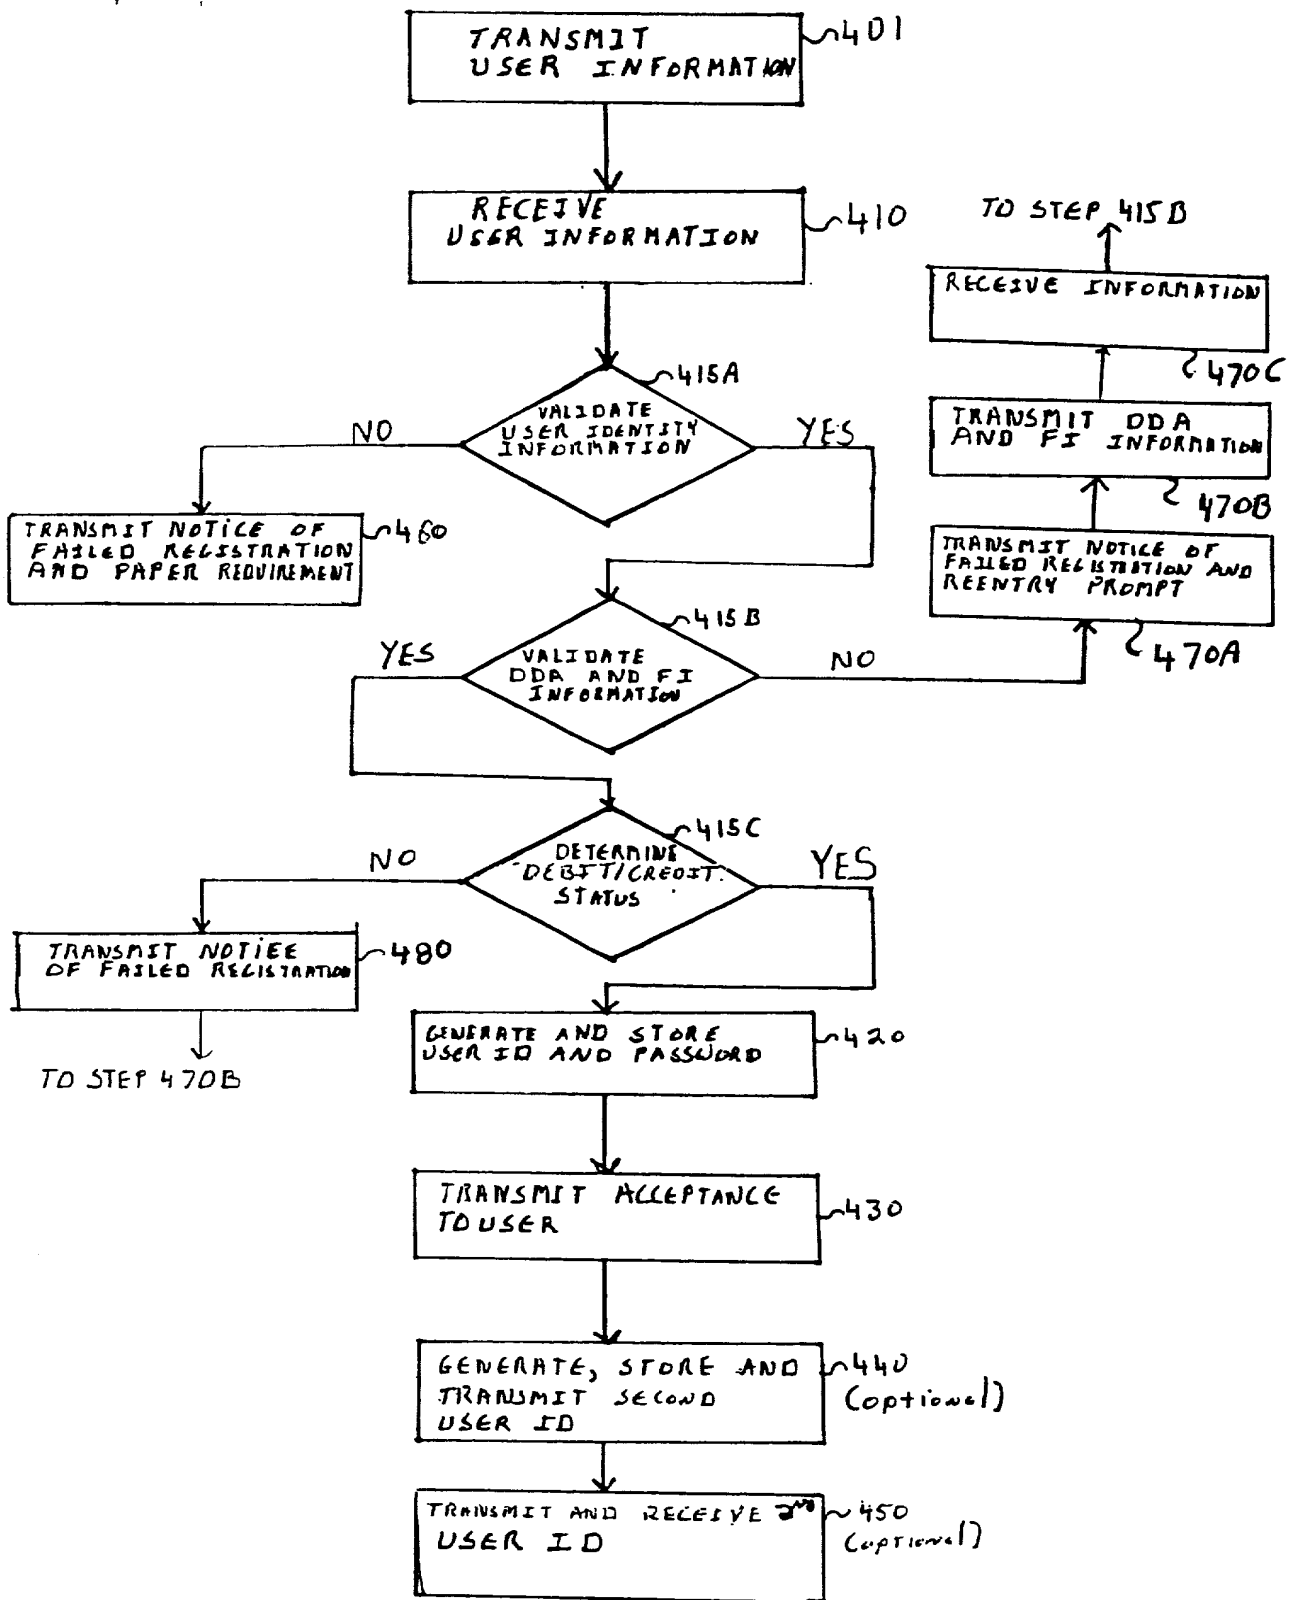 TRANSMIT
USER INFORMATION
401
RECEIVE
USER INFORMATION
410
TO STEP 415B
RECEIVE INFORMATION
470C
415A
VALIDATE
USER IDENTITY
INFORMATION
NO
YES
TRANSMIT DDA
AND FI INFORMATION
470B
TRANSMIT NOTICE OF
FAILED REGISTRATION
AND PAPER REQUIREMENT
460
TRANSMIT NOTICE OF
FAILED REGISTRATION AND
REENTRY PROMPT
470A
415B
VALIDATE
DDA AND FI
INFORMATION
YES
NO
415C
DETERMINE
DEBIT/CREDIT
STATUS
NO
YES
TRANSMIT NOTIEE
OF FAILED REGISTRATION
480
TO STEP 470B
GENERATE AND STORE
USER ID AND PASSWORD
420
TRANSMIT ACCEPTANCE
TO USER
430
GENERATE, STORE AND
TRANSMIT SECOND
USER ID
440
(optional)
TRANSMIT AND RECEIVE 2ND
USER ID
450
(optional)